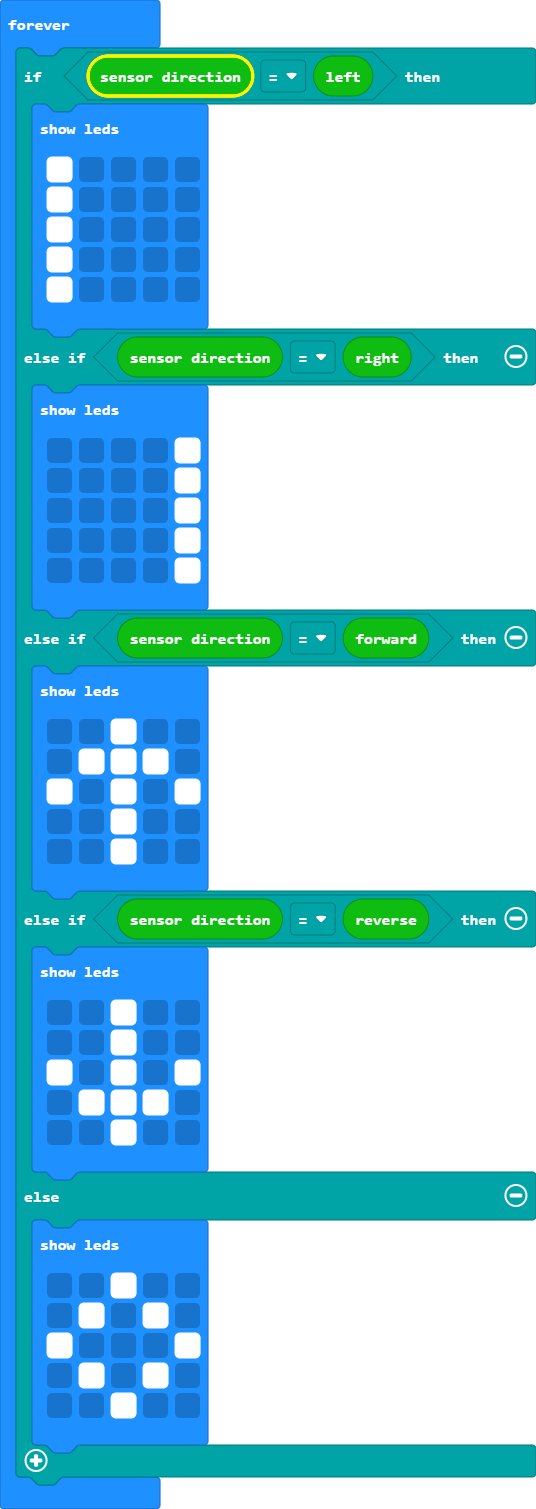 forever
if sensor direction = left then
show leds
else if sensor direction = right then
show leds
else if sensor direction = forward then
show leds
else if sensor direction = reverse then
show leds
else
show leds